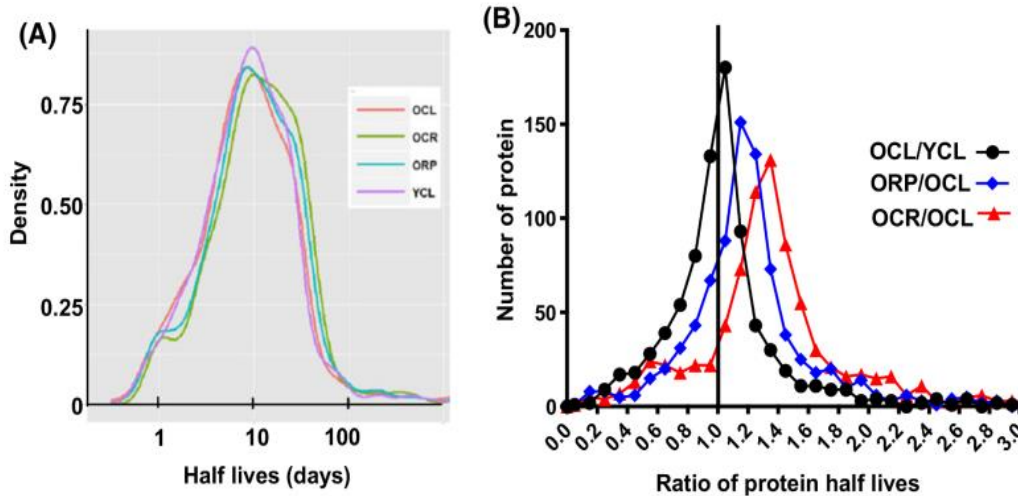 (A)
0.75
0.50
0.25
0
Density
1
10
100
Half lives (days)
OCL
OCR
ORP
YCL
(B)
200
150
100
50
0
Number of protein
0.0
0.2
0.4
0.6
0.8
1.0
1.2
1.4
1.6
1.8
2.0
2.2
2.4
2.6
2.8
3.0
Ratio of protein half lives
OCL/YCL
ORP/OCL
OCR/OCL